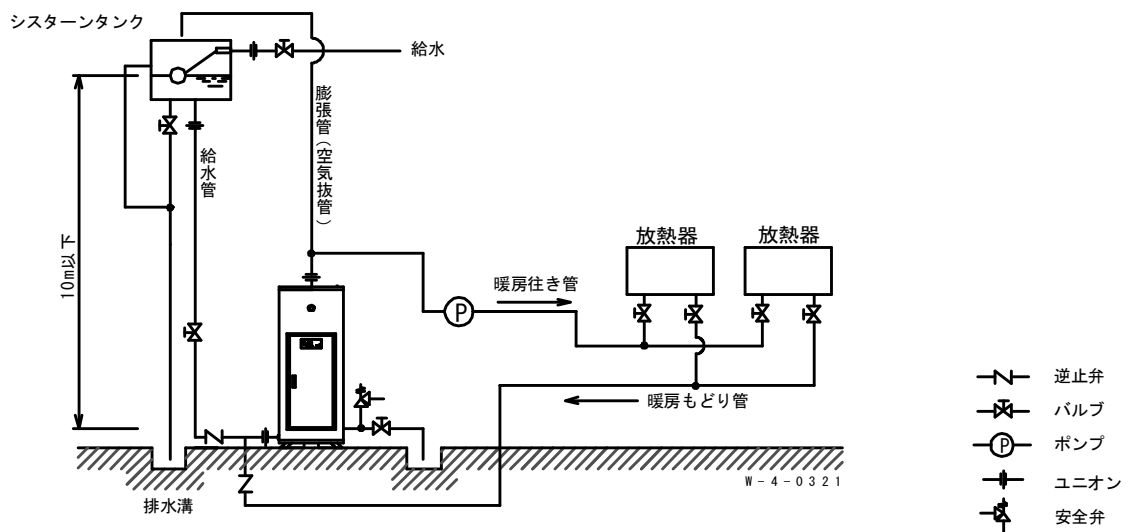 シスターンタンク
給水
膨張管(空気抜管)
給水管
10m以下
放熱器
放熱器
暖房往き管
P
暖房もどり管
W-4-0321
排水溝
逆止弁
バルブ
P
ポンプ
ユニオン
安全弁